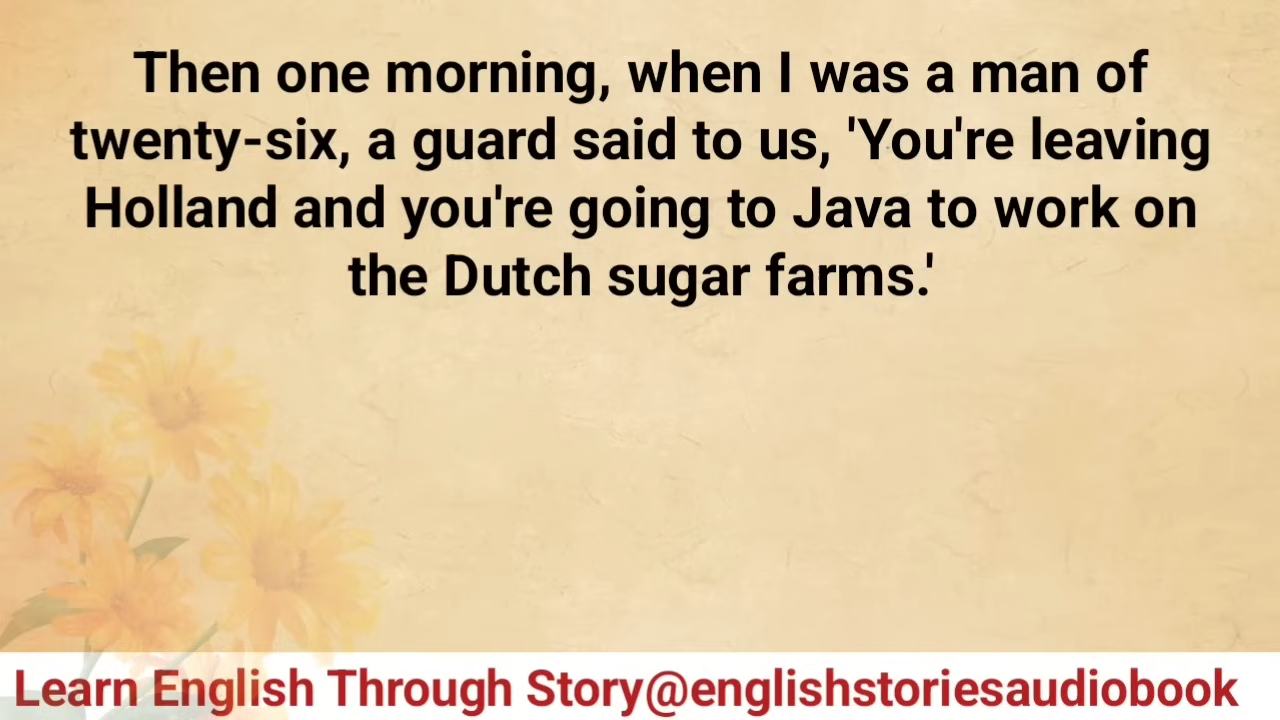 Then one morning, when I was a man of
twenty-six, a guard said to us, 'You're leaving
Holland and you're going to Java to work on
the Dutch sugar farms.'
Learn English Through Story@englishstoriesaudiobook